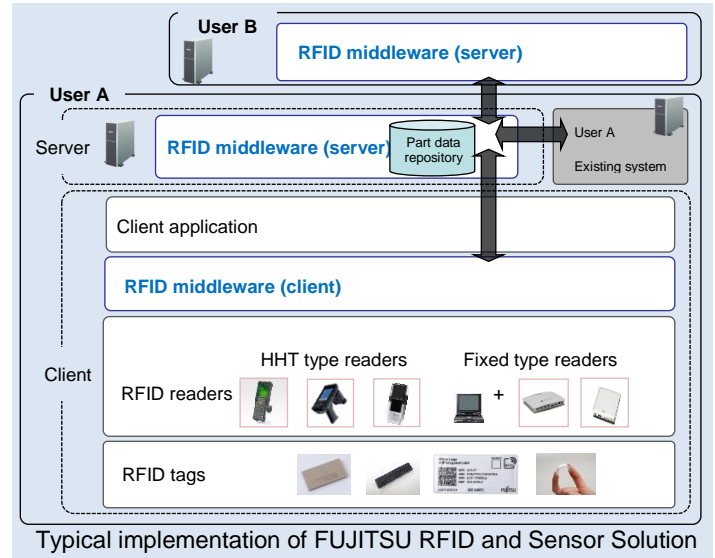 User B
RFID middleware (server)
User A
Server
RFID middleware (server)
Part data
repository
User A
Existing system
Client application
RFID middleware (client)
Client
HHT type readers
Fixed type readers
RFID readers
+
RFID tags
FUJITSU
Typical implementation of FUJITSU RFID and Sensor Solution